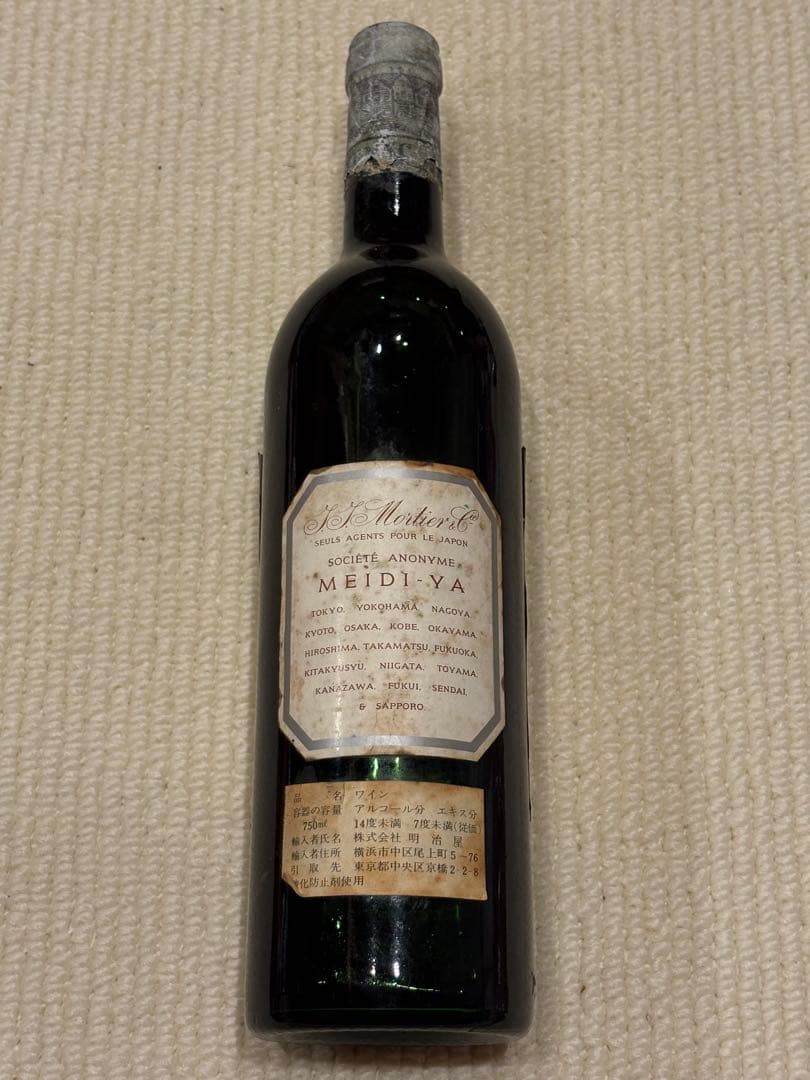 J.J. Mortier & Cie
SEULS AGENTS POUR LE JAPON
SOCIÉTÉ ANONYME
MEIDI-YA
TOKYO, YOKOHAMA, NAGOYA,
KYOTO, OSAKA, KOBE, OKAYAMA,
HIROSHIMA, TAKAMATSU, FUKUOKA,
KITAKYUSYU, NIIGATA, TOYAMA,
KANAZAWA, FUKUI, SENDAI,
& SAPPORO
品名 ワイン
容器の容量 アルコール分 エキス分
750ml 14度未満 7度未満(従価)
輸入者氏名 株式会社 明治屋
輸入者住所 横浜市中区尾上町5-76
引取先 東京都中央区京橋2-2-8
化防止剤使用